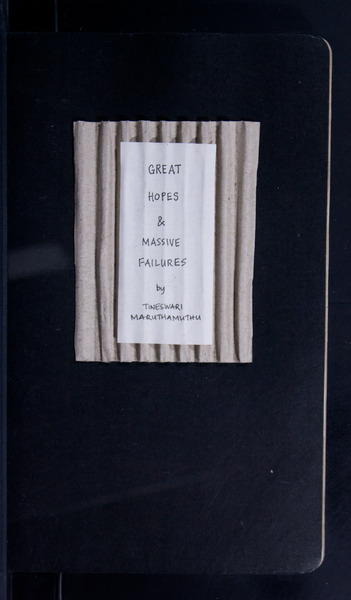 GREAT
HOPES
&
MASSIVE
FAILURES
by
TINESWARI
MARUTHAMUTHU